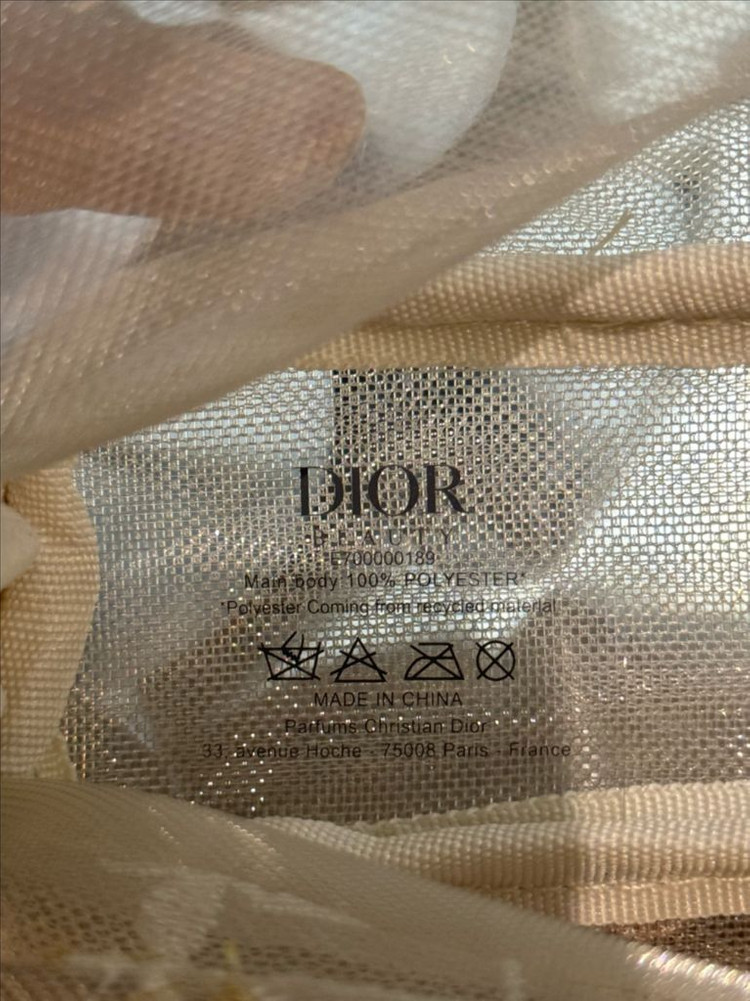 DIOR
BEAUTY
E700000189
Main body 100% POLYESTER*
*Polyester Coming from recycled material
MADE IN CHINA
Parfums Christian Dior
33, avenue Hoche - 75008 Paris - France